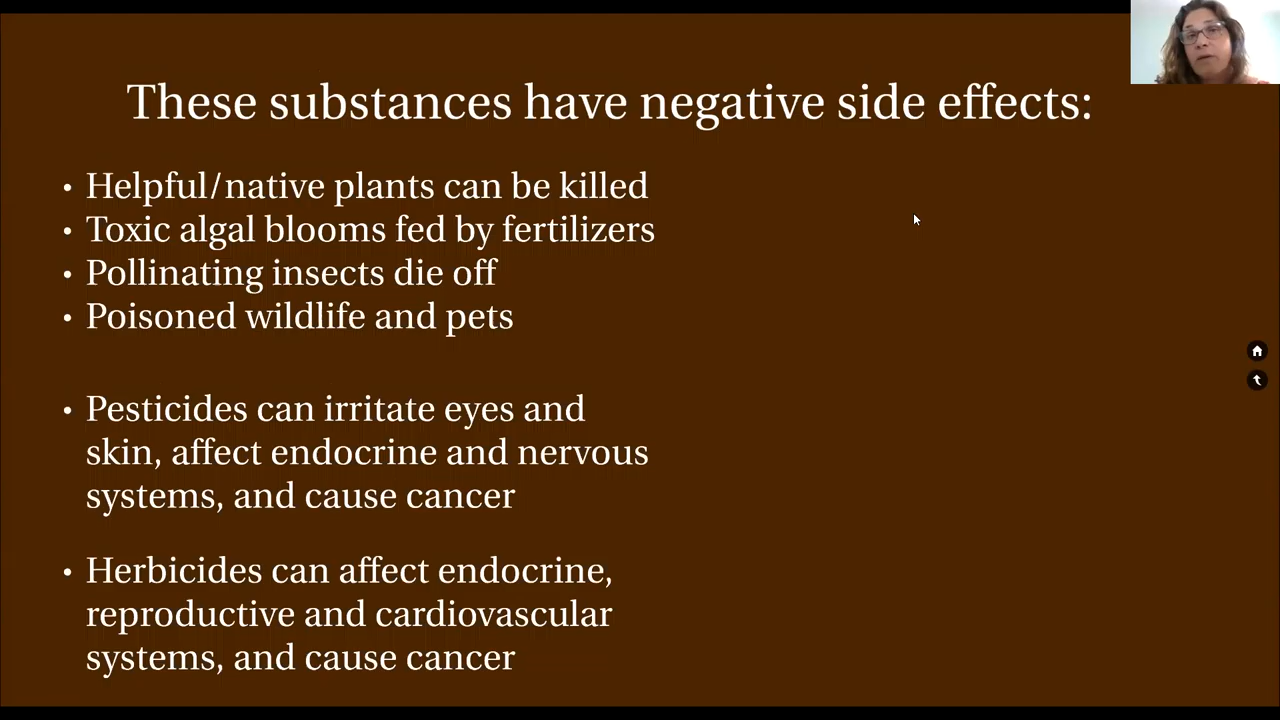 These substances have negative side effects:
• Helpful/native plants can be killed
• Toxic algal blooms fed by fertilizers
• Pollinating insects die off
• Poisoned wildlife and pets
• Pesticides can irritate eyes and
skin, affect endocrine and nervous
systems, and cause cancer
• Herbicides can affect endocrine,
reproductive and cardiovascular
systems, and cause cancer